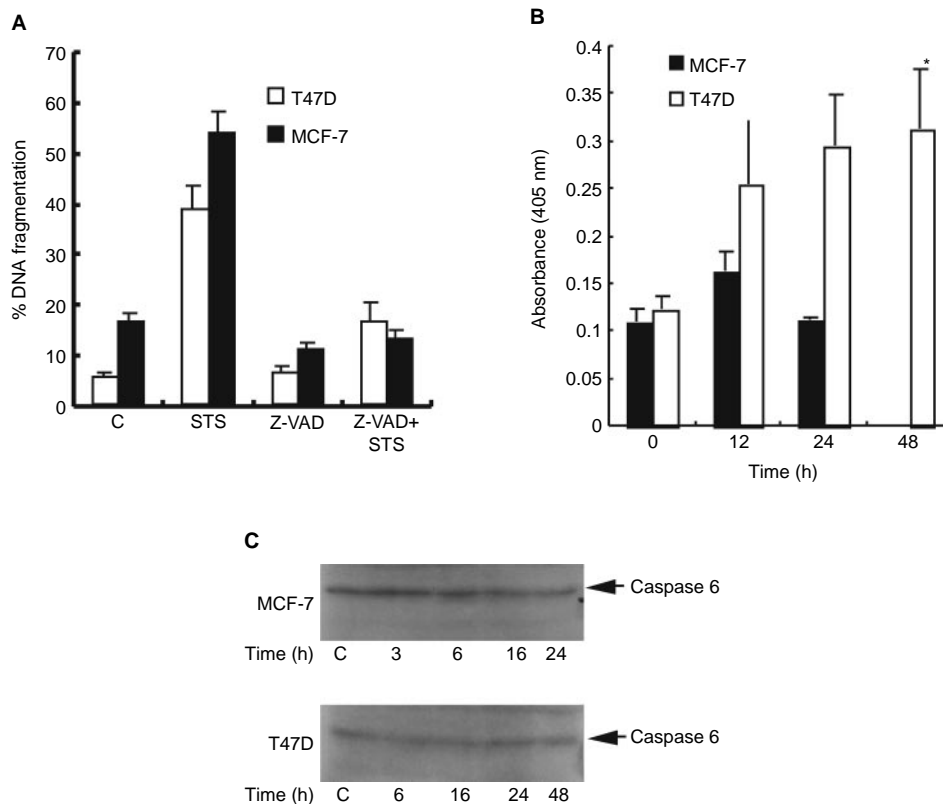 A
70
60
50
40
30
20
10
0
% DNA fragmentation
T47D
MCF-7
C STS Z-VAD Z-VAD+
STS
B
0.4
0.35
0.3
0.25
0.2
0.15
0.1
0.05
0
Absorbance (405 nm)
MCF-7
T47D
*
0 12 24 48
Time (h)
C
MCF-7
Caspase 6
Time (h) C 3 6 16 24
T47D
Caspase 6
Time (h) C 6 16 24 48